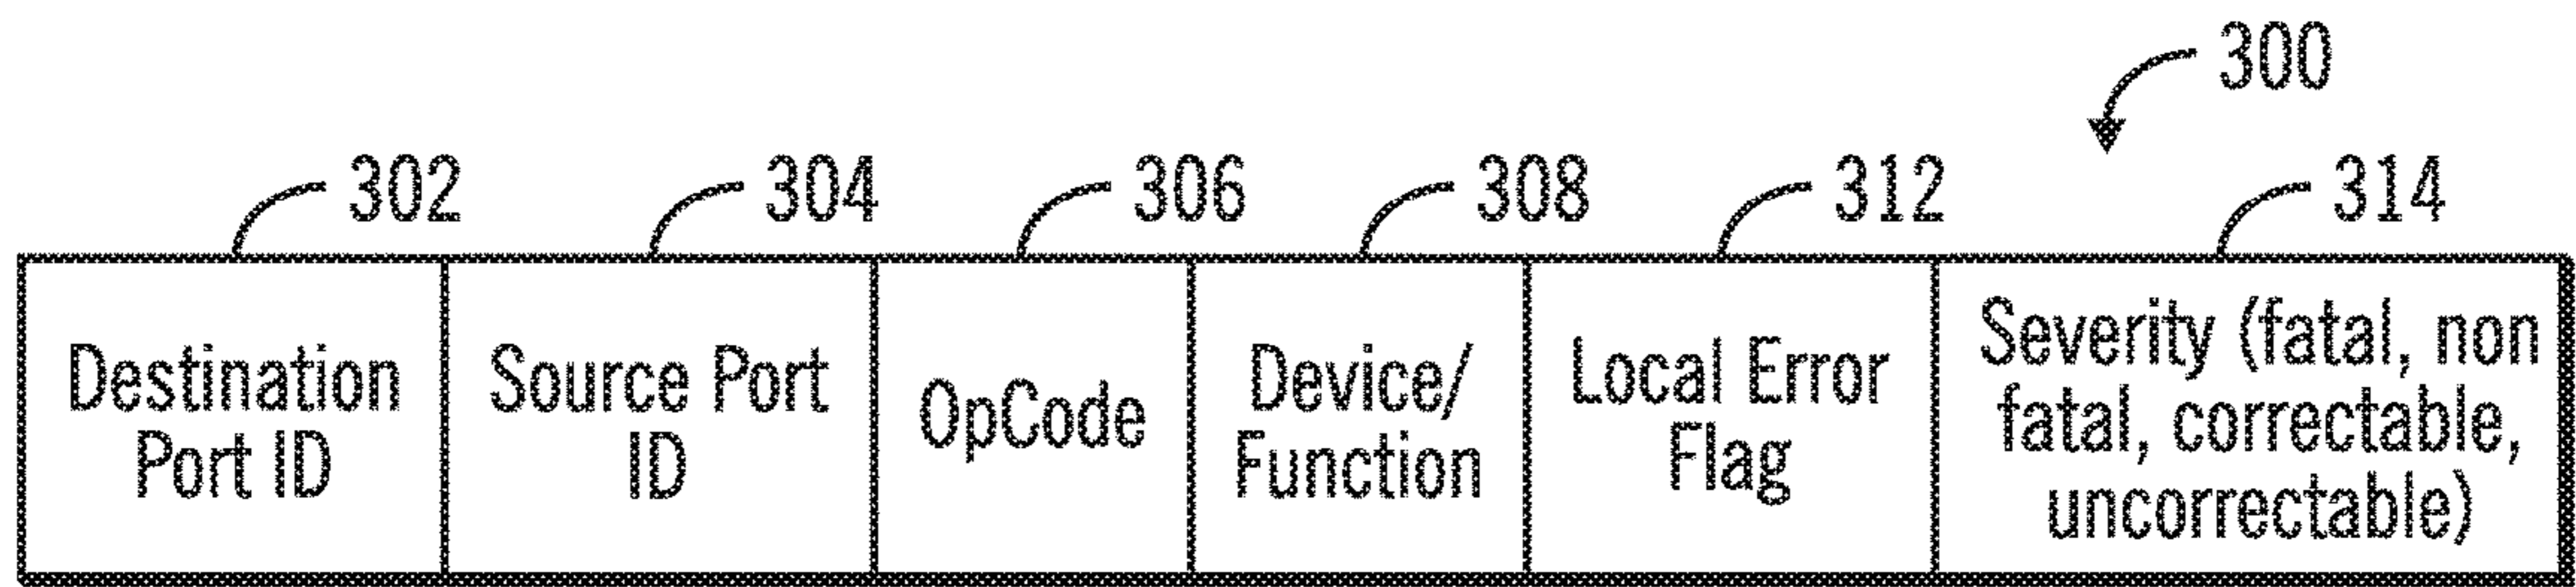 300
302
304
306
308
312
314
Destination
Port ID
Source Port
ID
OpCode
Device/
Function
Local Error
Flag
Severity (fatal, non
fatal, correctable,
uncorrectable)